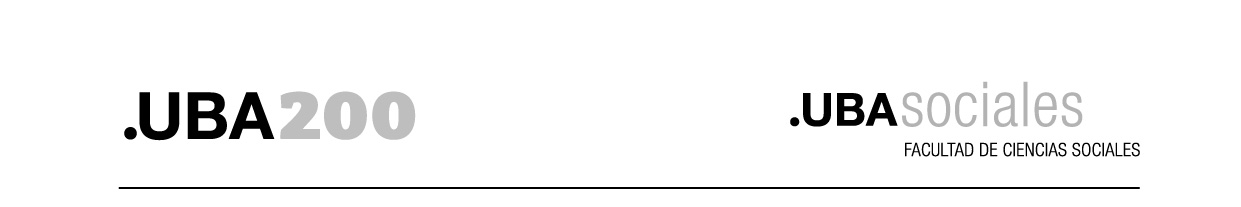 .UBA200
.UBAsociales
FACULTAD DE CIENCIAS SOCIALES